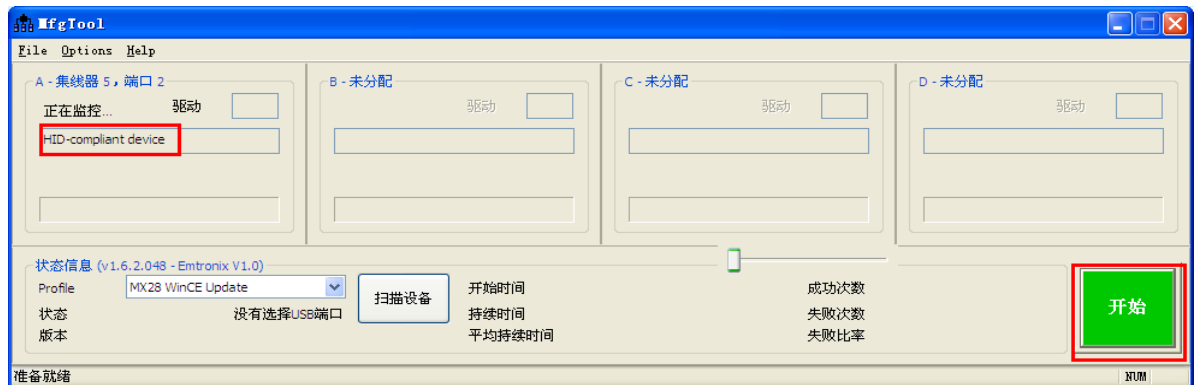 MfgTool
File Options Help
A - 集线器 5，端口 2
正在监控... 驱动
HID-compliant device
B - 未分配
驱动
C - 未分配
驱动
D - 未分配
驱动
状态信息 (v1.6.2.048 - Emtronix V1.0)
Profile MX28 WinCE Update
状态 没有选择USB端口
版本
扫描设备
开始时间
持续时间
平均持续时间
成功次数
失败次数
失败比率
开始
准备就绪 NUM